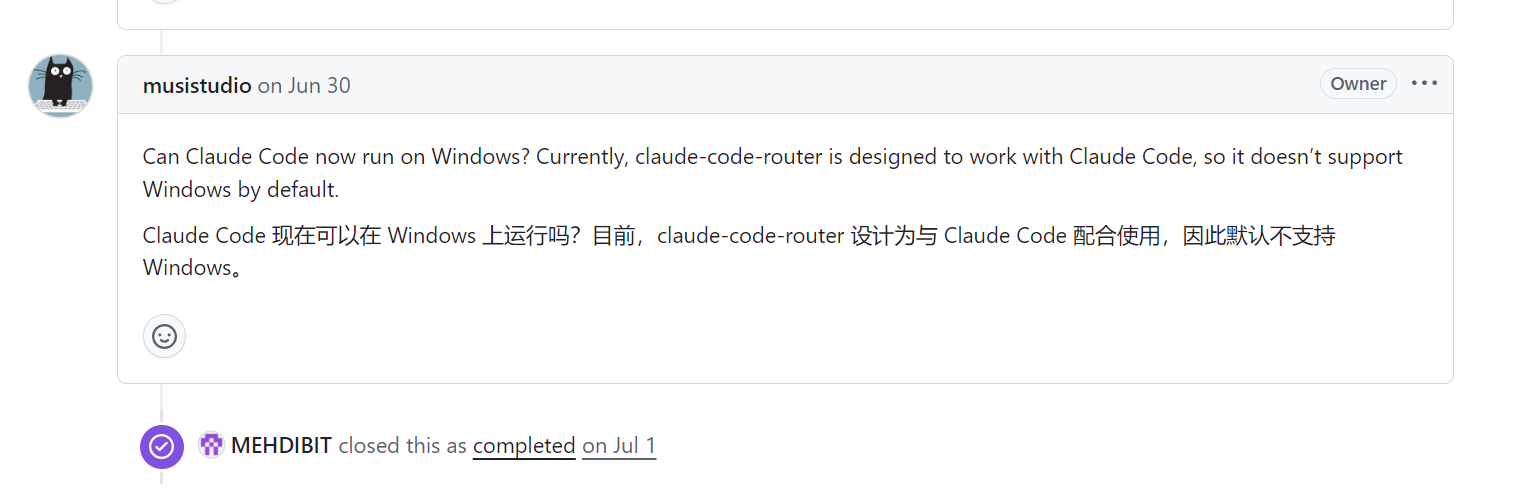 musistudio on Jun 30
Owner
Can Claude Code now run on Windows? Currently, claude-code-router is designed to work with Claude Code, so it doesn’t support
Windows by default.
Claude Code 现在可以在 Windows 上运行吗？目前，claude-code-router 设计为与 Claude Code 配合使用，因此默认不支持
Windows。
MEHDIBIT closed this as completed on Jul 1